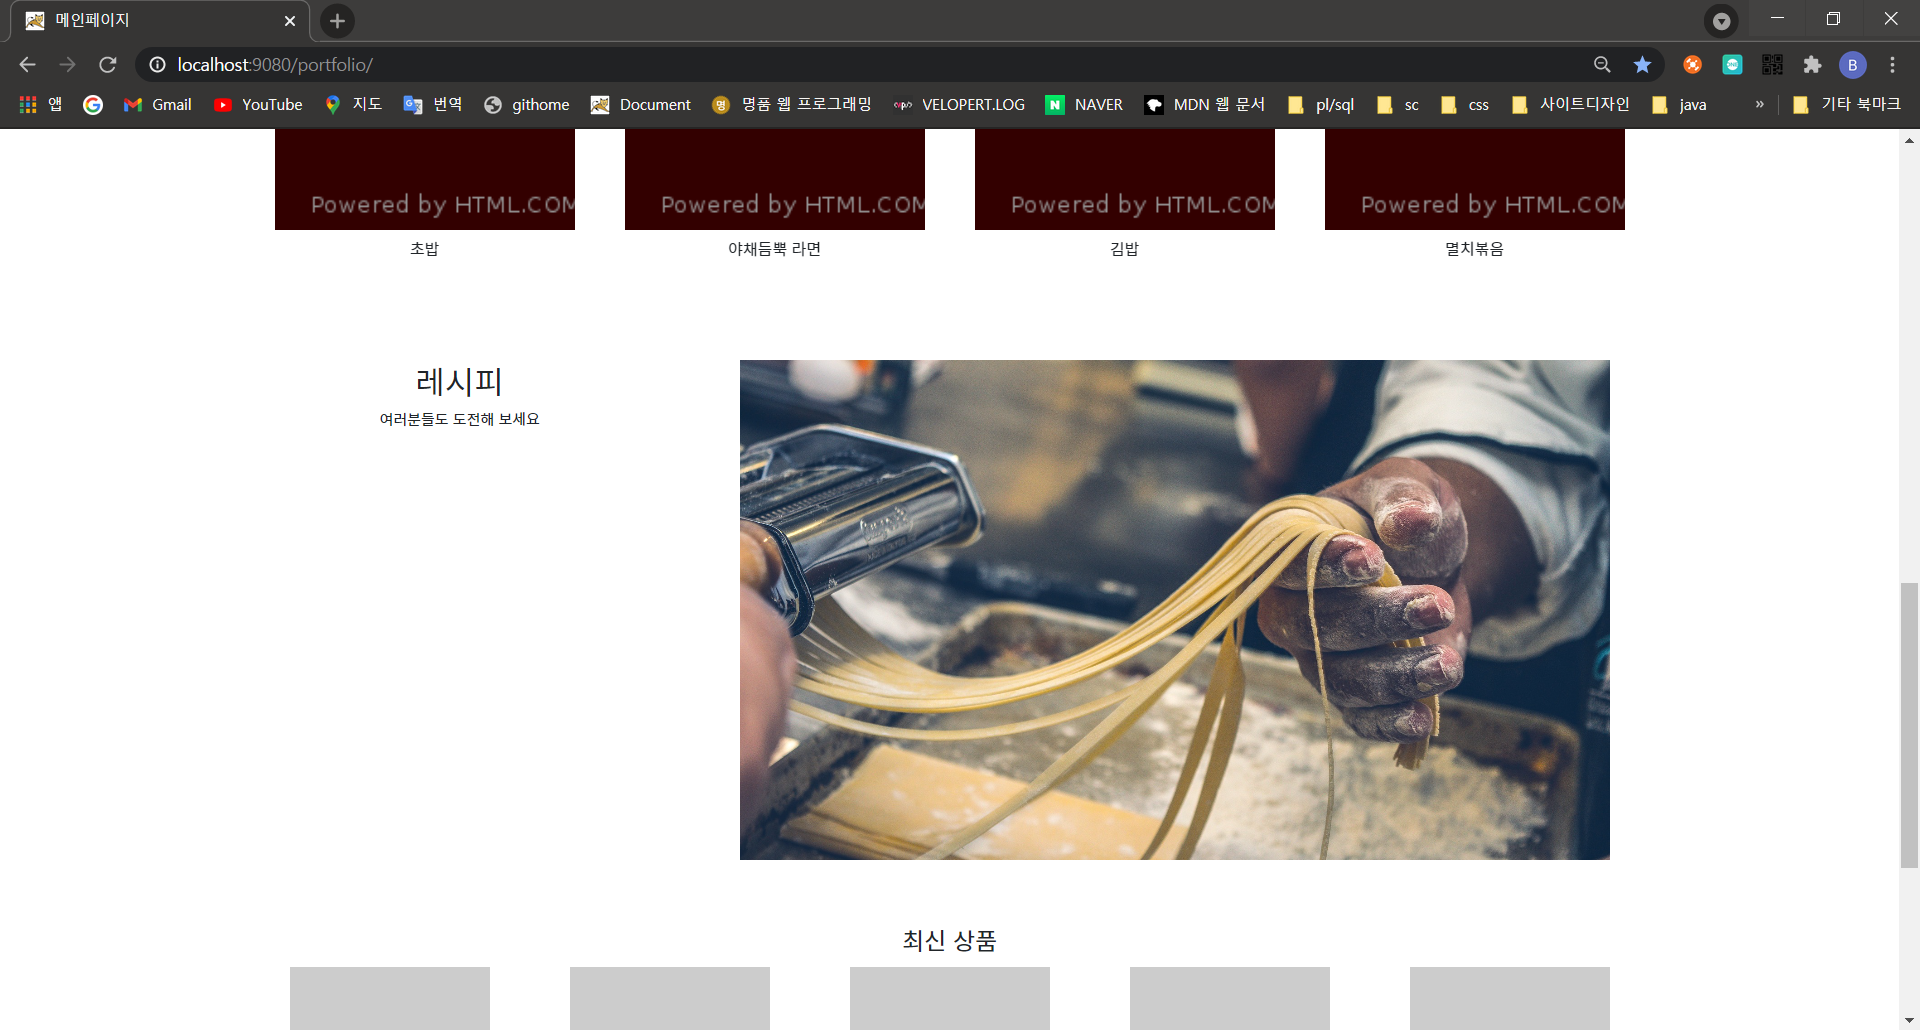 메인페이지
localhost:9080/portfolio/
앱 Gmail YouTube 지도 번역 githome Document 명품 웹 프로그래밍 VELOPERT.LOG NAVER MDN 웹 문서 pl/sql sc css 사이트디자인 java » 기타 북마크
B
Powered by HTML.COM Powered by HTML.COM Powered by HTML.COM Powered by HTML.COM
초밥 야채듬뿍 라면 김밥 멸치볶음
레시피
여러분들도 도전해 보세요
최신 상품